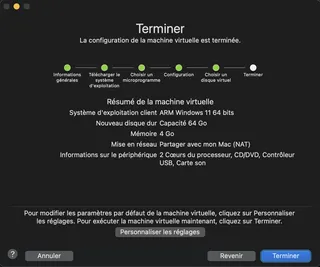 Terminer
La configuration de la machine virtuelle est terminée.
Informations générales
Télécharger le système d'exploitation
Choisir un microprogramme
Configuration
Choisir un disque virtuel
Terminer
Résumé de la machine virtuelle
Système d'exploitation client ARM Windows 11 64 bits
Nouveau disque dur Capacité 64 Go
Mémoire 4 Go
Mise en réseau Partager avec mon Mac (NAT)
Informations sur le périphérique 2 Cœurs du processeur, CD/DVD, Contrôleur
USB, Carte son
Pour modifier les paramètres par défaut de la machine virtuelle, cliquez sur Personnaliser
les réglages. Pour exécuter la machine virtuelle maintenant, cliquez sur Terminer.
Personnaliser les réglages
?
Annuler
Revenir
Terminer